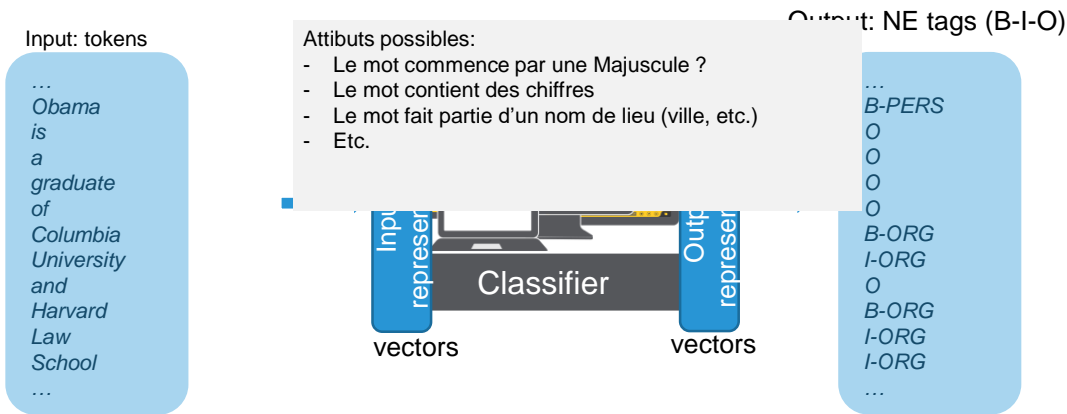 Input: tokens
…
Obama
is
a
graduate
of
Columbia
University
and
Harvard
Law
School
…
Attibuts possibles:
- Le mot commence par une Majuscule ?
- Le mot contient des chiffres
- Le mot fait partie d’un nom de lieu (ville, etc.)
- Etc.
Classifier
vectors
vectors
Output: NE tags (B-I-O)
…
B-PERS
O
O
O
O
B-ORG
I-ORG
O
B-ORG
I-ORG
I-ORG
…